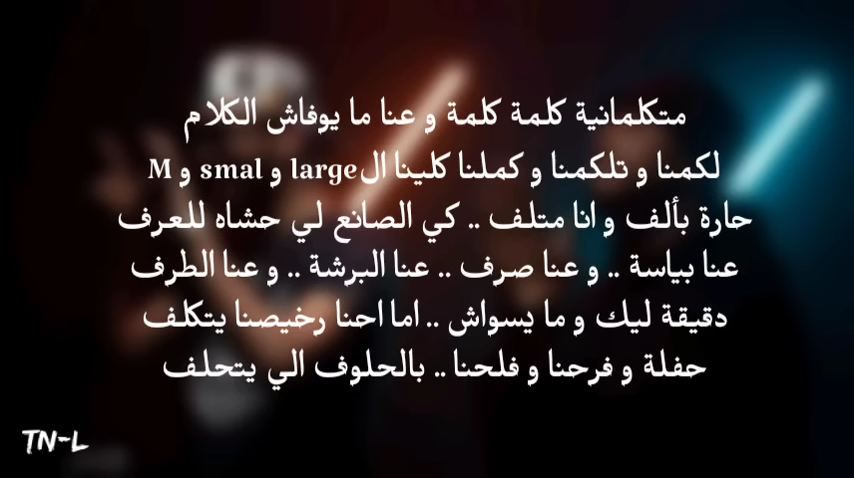 متكلمانية كلمة كلمة و عنا ما يوفاش الكلام
لكمنا و تلكمنا و كملنا كلينا ال large و smal و M
حارة بألف و انا متلف .. كي الصانع لي حشاه للعرف
عنا بياسة .. و عنا صرف .. عنا البرشة .. و عنا الطرف
دقيقة ليك و ما يسواش .. اما احنا رخيصنا يتكلف
حفلة و فرحنا و فلحنا .. بالحلوف الي يتحلف
TN-L